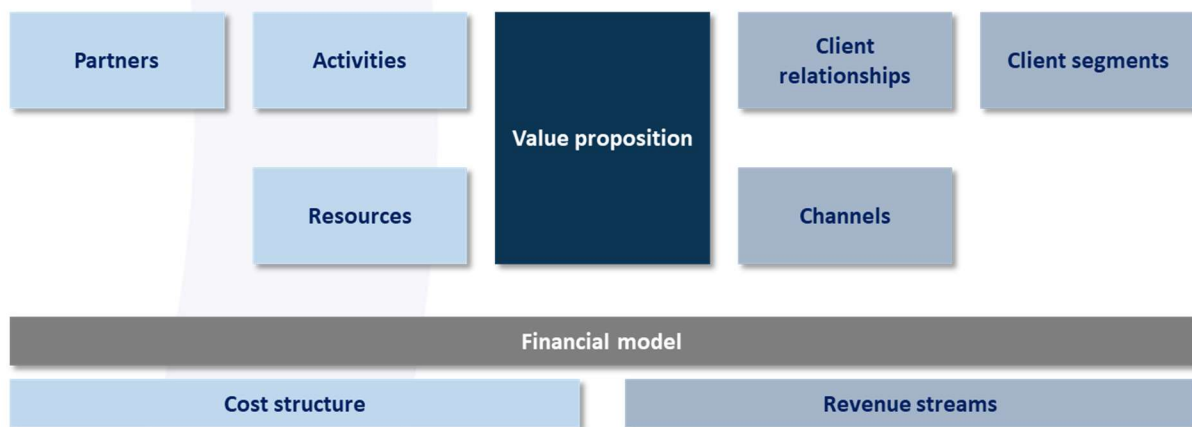 Partners
Activities
Value proposition
Client
relationships
Client segments
Resources
Channels
Financial model
Cost structure
Revenue streams